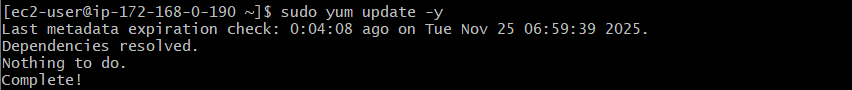 [ec2-user@ip-172-168-0-190 ~]$ sudo yum update -y
Last metadata expiration check: 0:04:08 ago on Tue Nov 25 06:59:39 2025.
Dependencies resolved.
Nothing to do.
Complete!